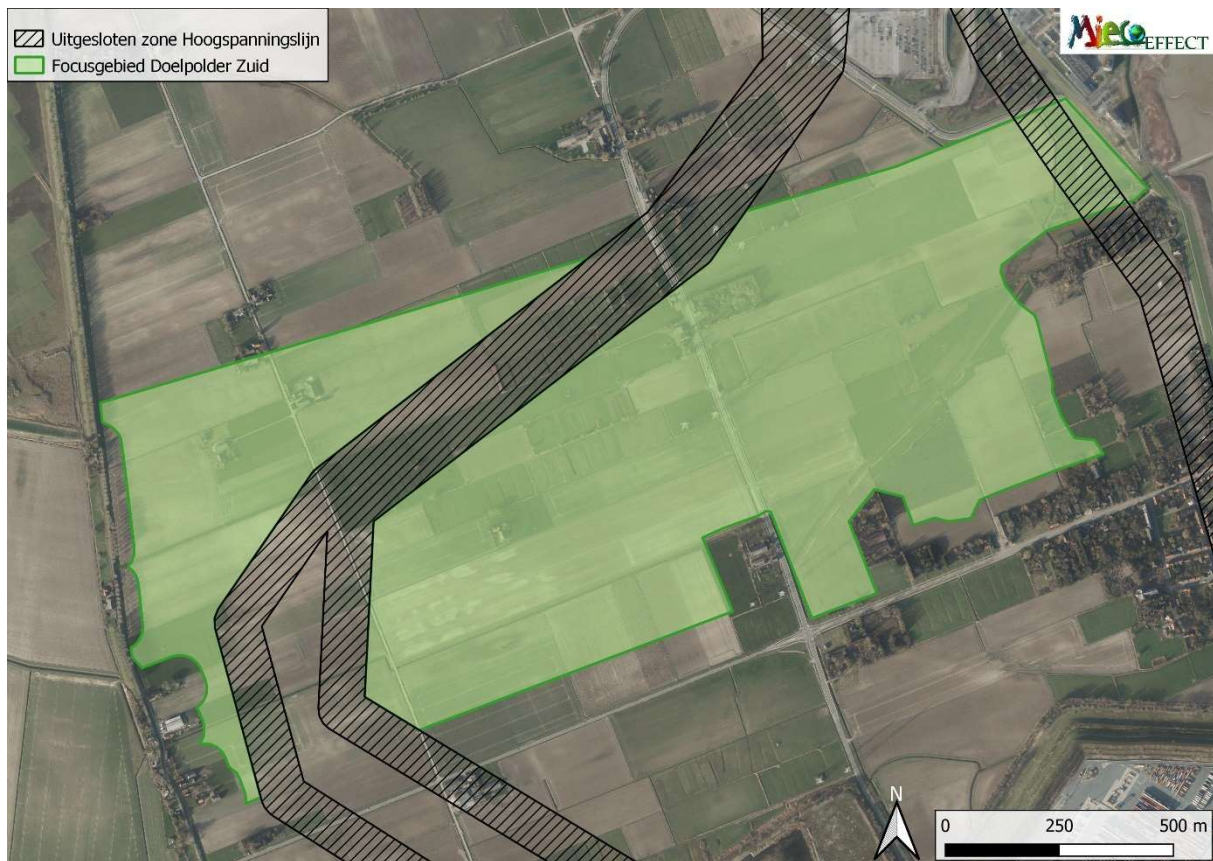 Uitgesloten zone Hoogspanningslijn
Focusgebied Doelpolder Zuid
MiecoEFFECT
N
0 250 500 m